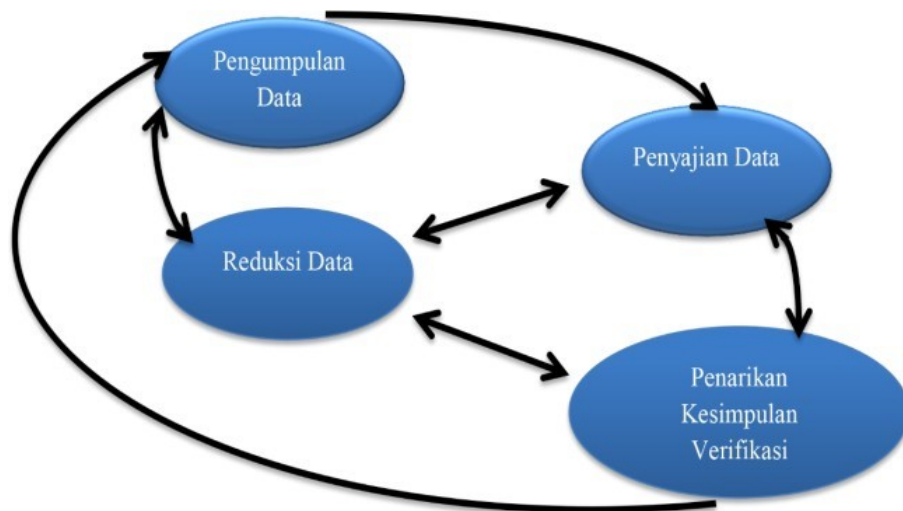 Pengumpulan
Data
Penyajian Data
Reduksi Data
Penarikan
Kesimpulan
Verifikasi